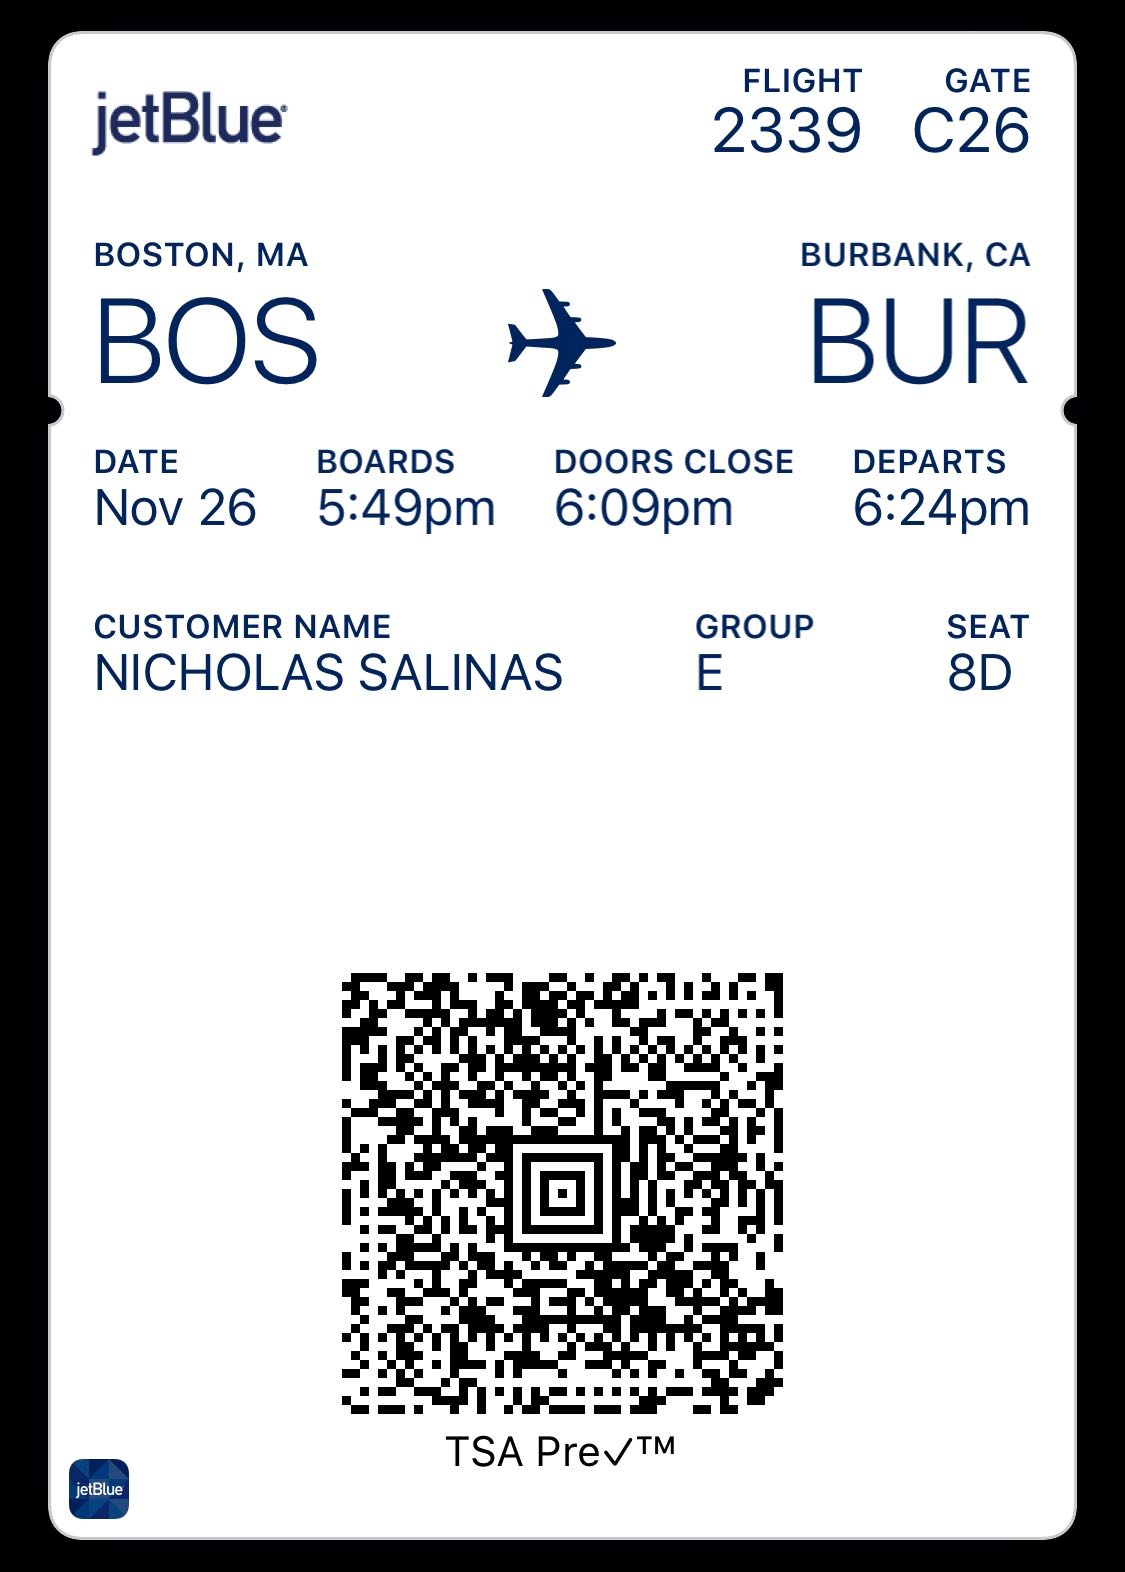 jetBlue®
FLIGHT GATE
2339 C26
BOSTON, MA BURBANK, CA
BOS BUR
DATE BOARDS DOORS CLOSE DEPARTS
Nov 26 5:49pm 6:09pm 6:24pm
CUSTOMER NAME GROUP SEAT
NICHOLAS SALINAS E 8D
TSA Pre✓™
jetBlue